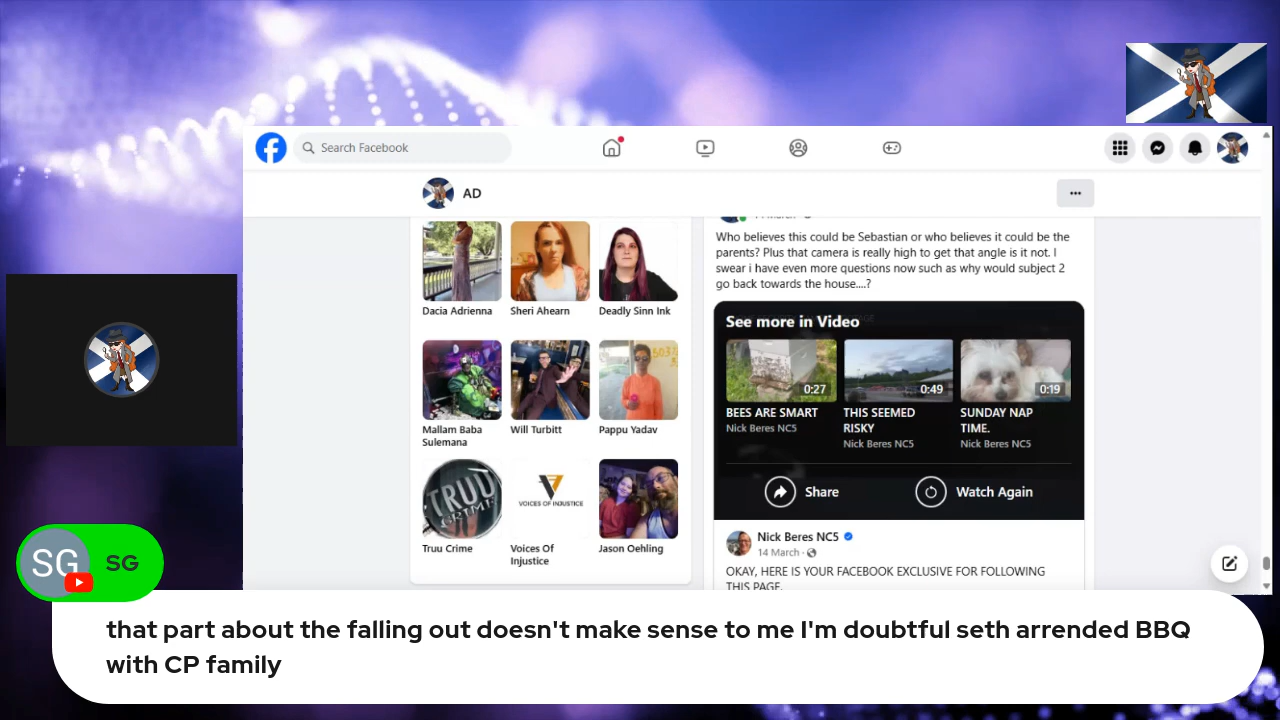 Search Facebook
AD
Dacia Adrienna
Sheri Ahearn
Deadly Sinn Ink
Mallam Baba
Sulemana
Will Turbitt
Pappu Yadav
TRUU
CRIME
VOICES OF INJUSTICE
Truu Crime
Voices Of
Injustice
Jason Oehling
Who believes this could be Sebastian or who believes it could be the
parents? Plus that camera is really high to get that angle is it not. I
swear i have even more questions now such as why would subject 2
go back towards the house....?
See more in Video
0:27
0:49
0:19
BEES ARE SMART
Nick Beres NC5
THIS SEEMED
RISKY
Nick Beres NC5
SUNDAY NAP
TIME.
Nick Beres NC5
Share
Watch Again
Nick Beres NC5
14 March ·
OKAY, HERE IS YOUR FACEBOOK EXCLUSIVE FOR FOLLOWING
THIS PAGE.
SG
SG
that part about the falling out doesn't make sense to me I'm doubtful seth arrended BBQ
with CP family